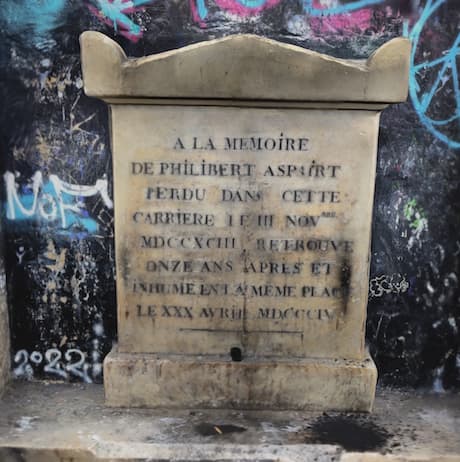 A LA MEMOIRE
DE PHILIBERT ASPAIRT
PERDU DANS CETTE
CARRIERE LE III NOVBRE
MDCCXCIII RETROUVE
ONZE ANS APRES ET
INHUME EN LA MEME PLACE
LE XXX AVRIL MDCCCIV
2022